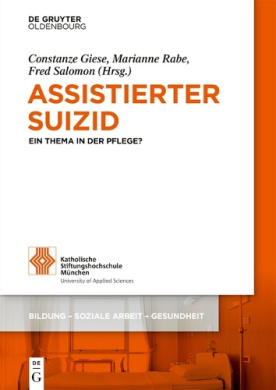 DE GRUYTER
OLDENBOURG
Constanze Giese, Marianne Rabe,
Fred Salomon (Hrsg.)
ASSISTIERTER
SUIZID
EIN THEMA IN DER PFLEGE?
Katholische
Stiftungshochschule
München
University of Applied Sciences
BILDUNG – SOZIALE ARBEIT – GESUNDHEIT
DE
G